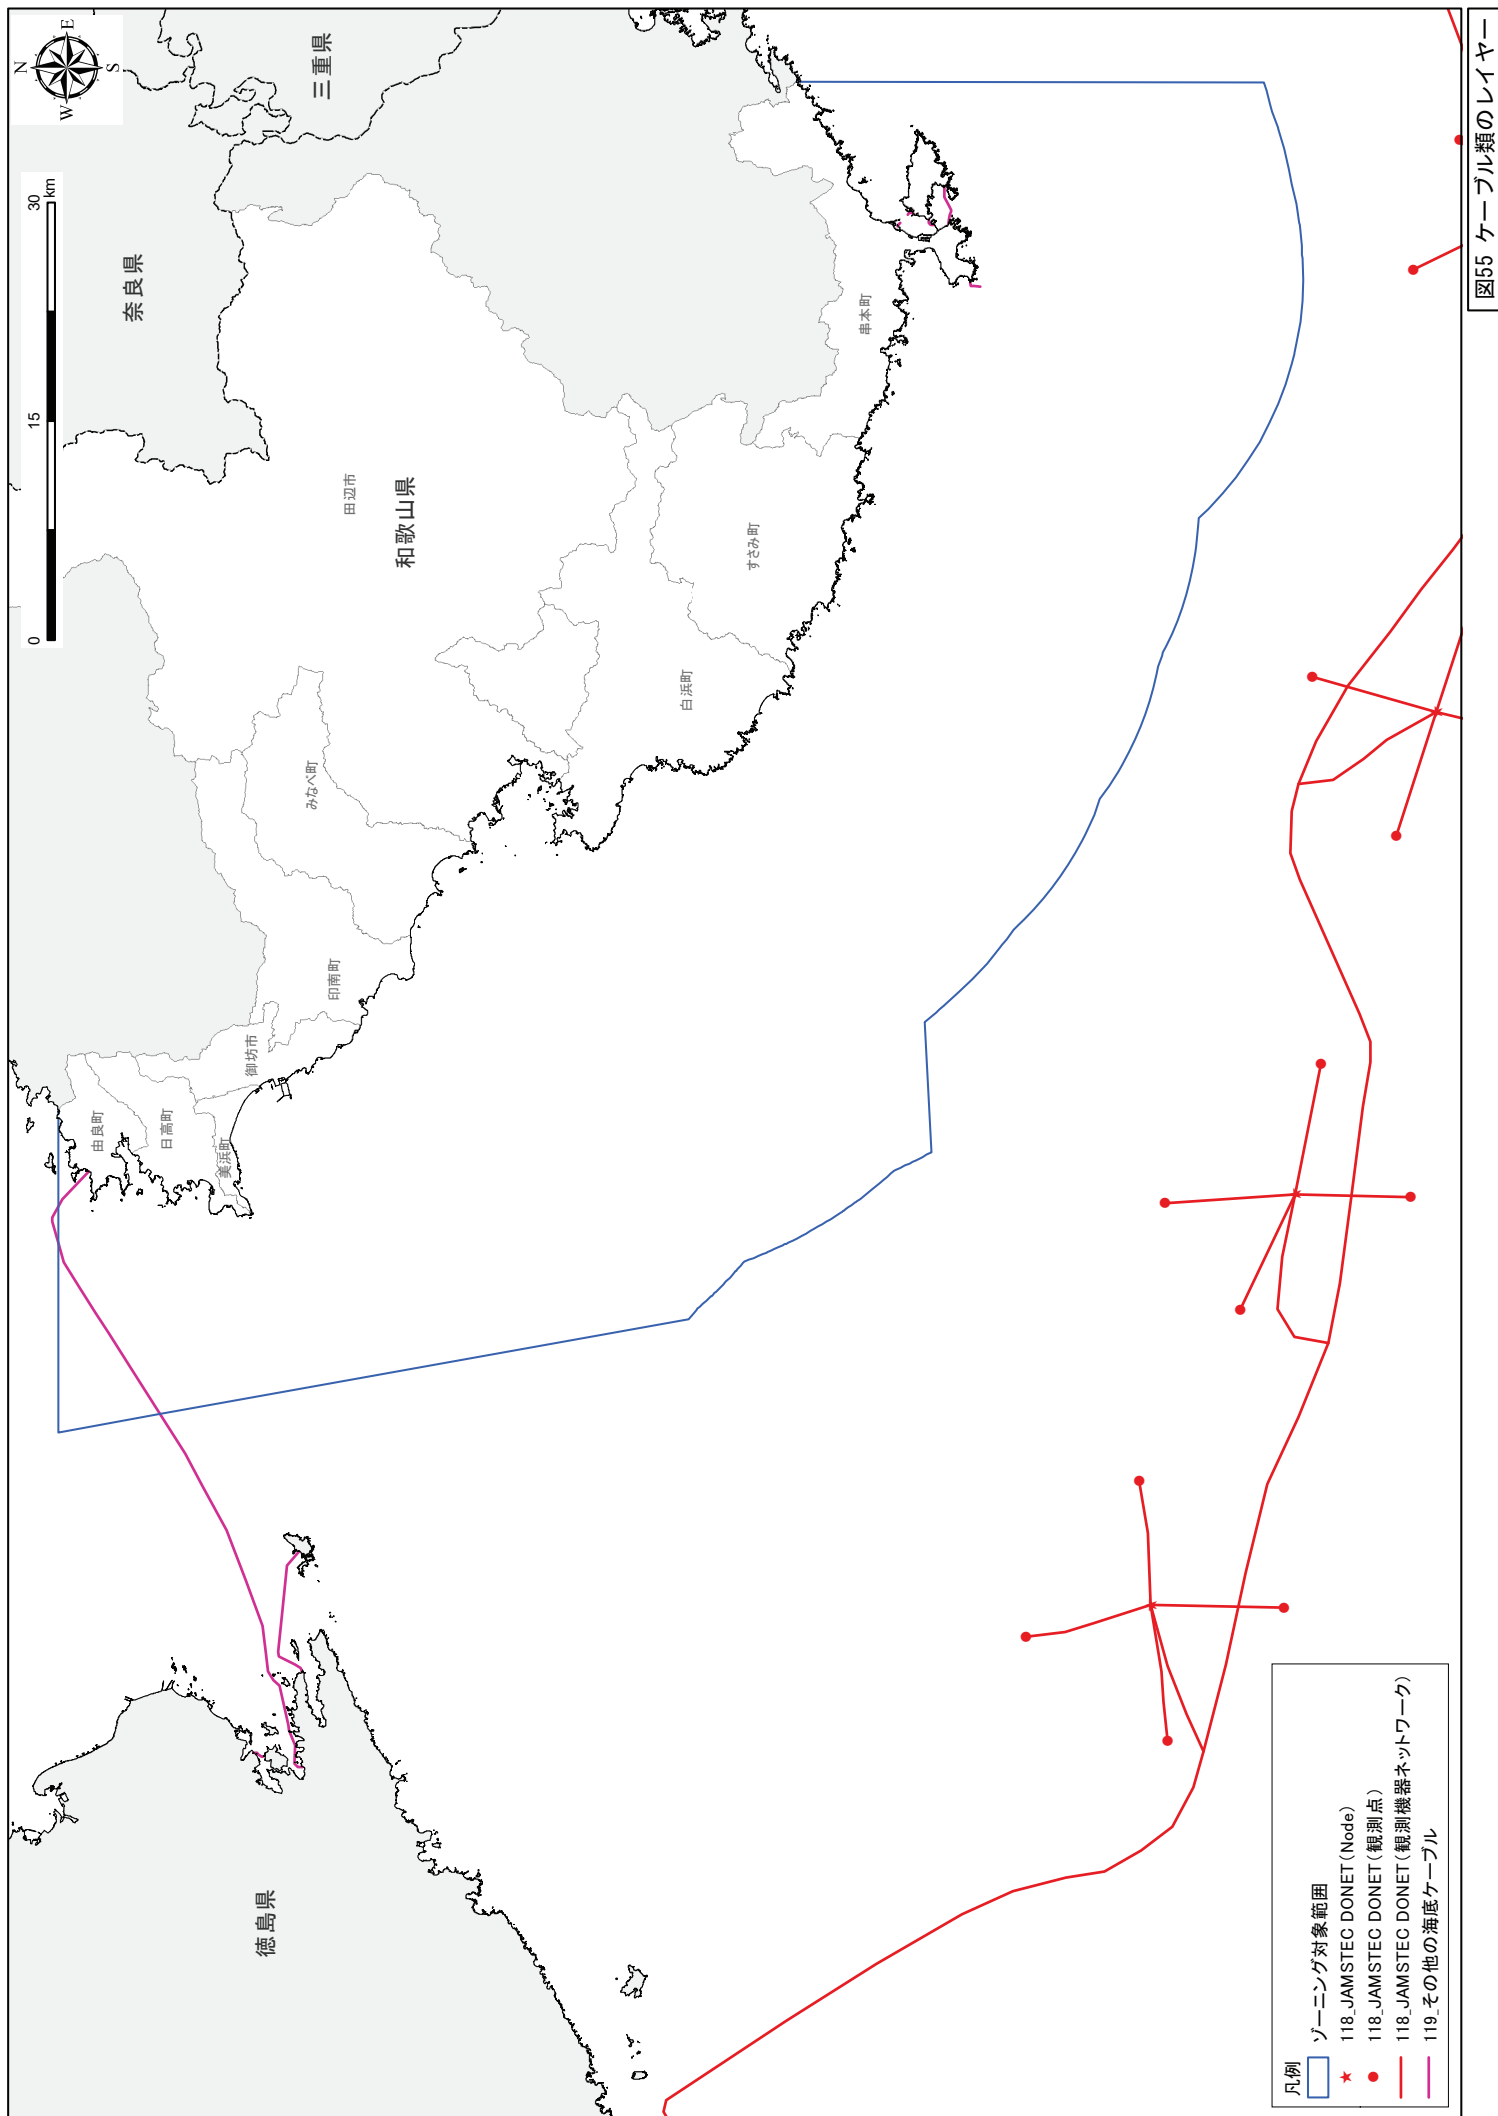 N
W
E
S
0
15
30
km
奈良県
三重県
和歌山県
田辺市
みなべ町
印南町
御坊市
由良町
日高町
美浜町
白浜町
すさみ町
串本町
徳島県
凡例
ゾーニング対象範囲
118_JAMSTEC DONET(Node)
118_JAMSTEC DONET(観測点)
118_JAMSTEC DONET(観測機器ネットワーク)
119_その他の海底ケーブル
図55 ケーブル類のレイヤー